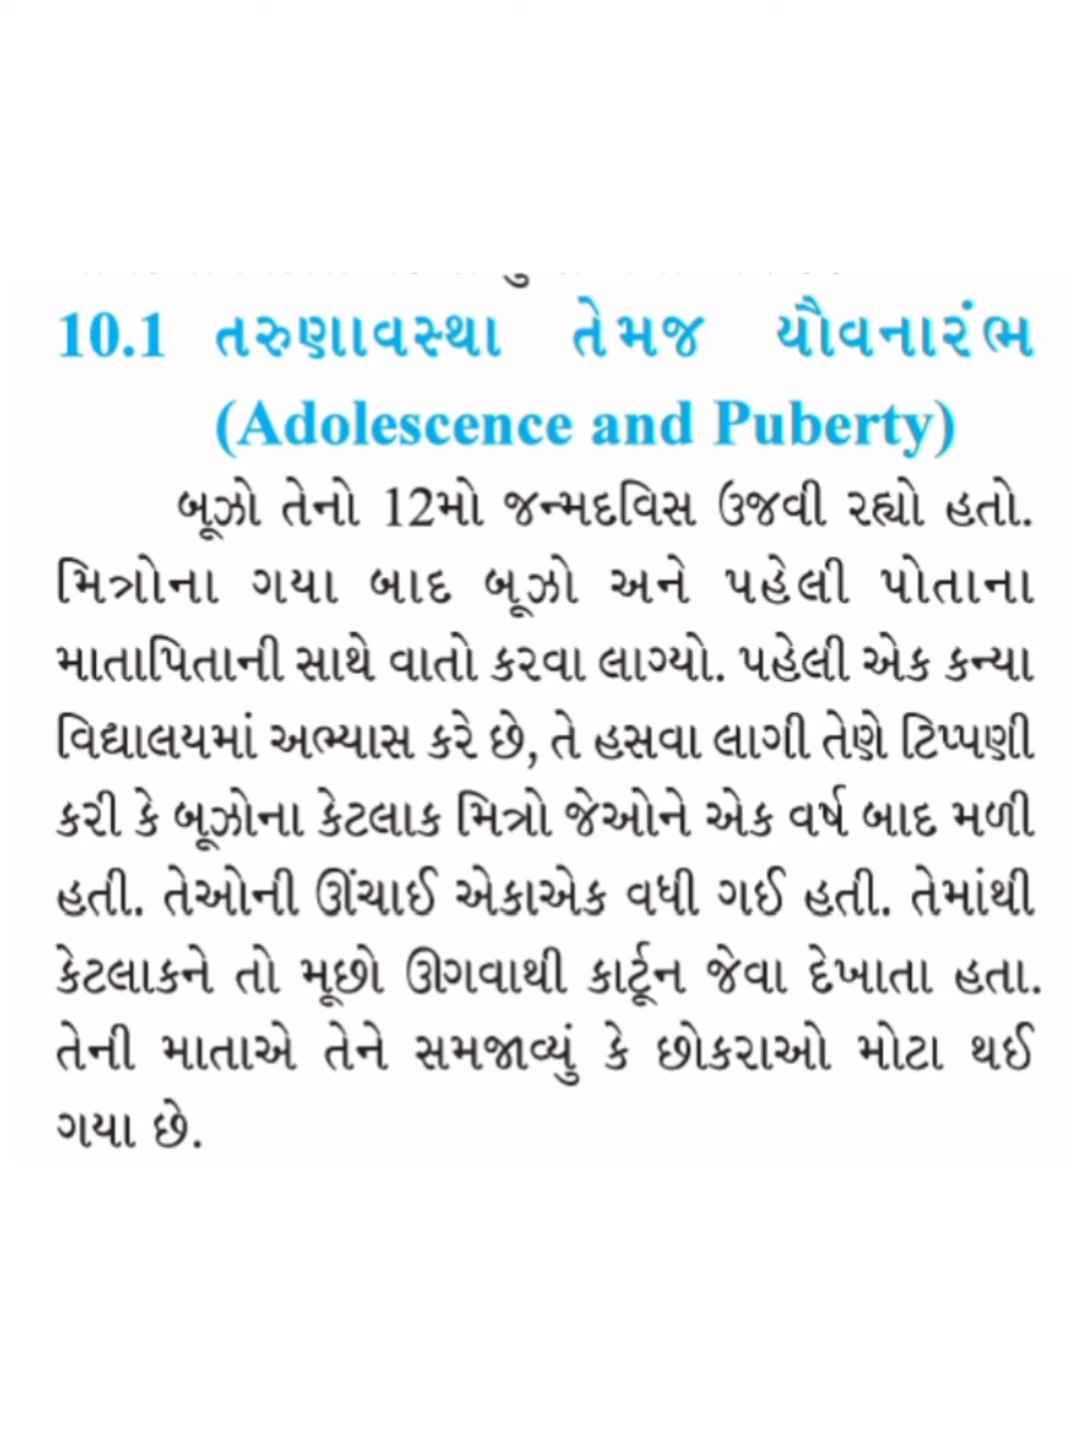 10.1 તરુણાવસ્થા તેમજ યૌવનારંભ
(Adolescence and Puberty)
બૂઝો તેનો 12મો જન્મદવિસ ઉજવી રહ્યો હતો.
મિત્રોના ગયા બાદ બૂઝો અને પહેલી પોતાના
માતાપિતાની સાથે વાતો કરવા લાગ્યો. પહેલી એક કન્યા
વિદ્યાલયમાં અભ્યાસ કરે છે, તે હસવા લાગી તેણે ટિપ્પણી
કરી કે બૂઝોના કેટલાક મિત્રો જેઓને એક વર્ષ બાદ મળી
હતી. તેઓની ઊંચાઈ એકાએક વધી ગઈ હતી. તેમાંથી
કેટલાકને તો મૂછો ઊગવાથી કાર્ટૂન જેવા દેખાતા હતા.
તેની માતાએ તેને સમજાવ્યું કે છોકરાઓ મોટા થઈ
ગયા છે.